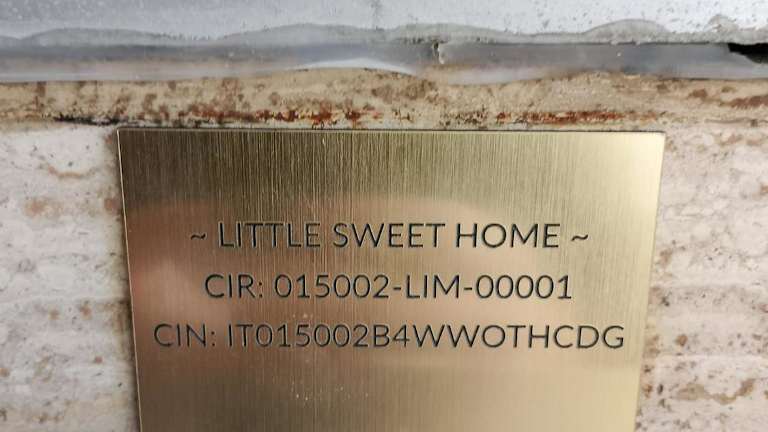 ~ LITTLE SWEET HOME ~
CIR: 015002-LIM-00001
CIN: IT015002B4WWOTHCDG